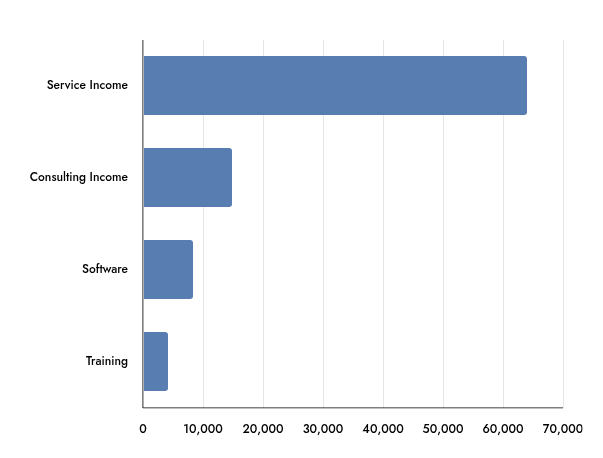 Service Income
Consulting Income
Software
Training
0 10,000 20,000 30,000 40,000 50,000 60,000 70,000